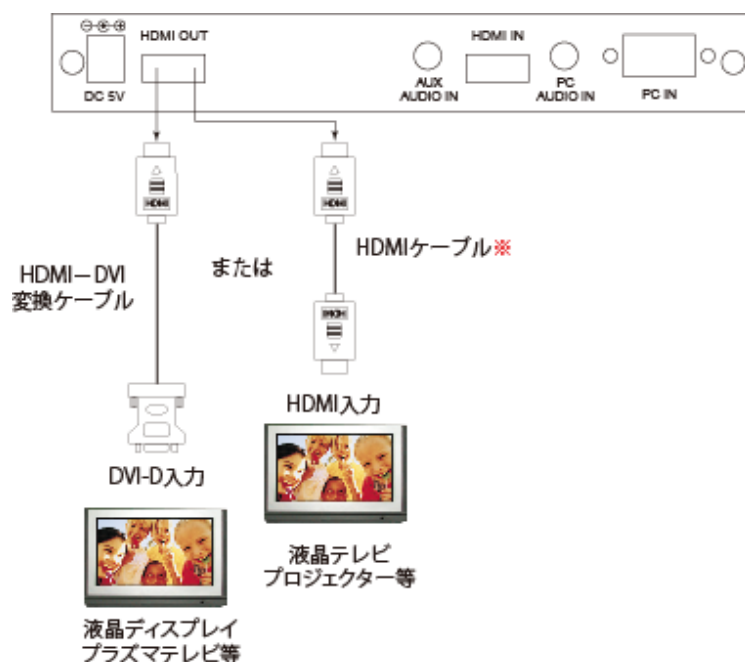 HDMI OUT
HDMI IN
DC 5V
AUX
AUDIO IN
PC
AUDIO IN
PC IN
HDMI
HDMI
HDMI－DVI
変換ケーブル
または
HDMIケーブル※
HDMI
HDMI入力
DVI-D入力
液晶テレビ
プロジェクター等
液晶ディスプレイ
プラズマテレビ等